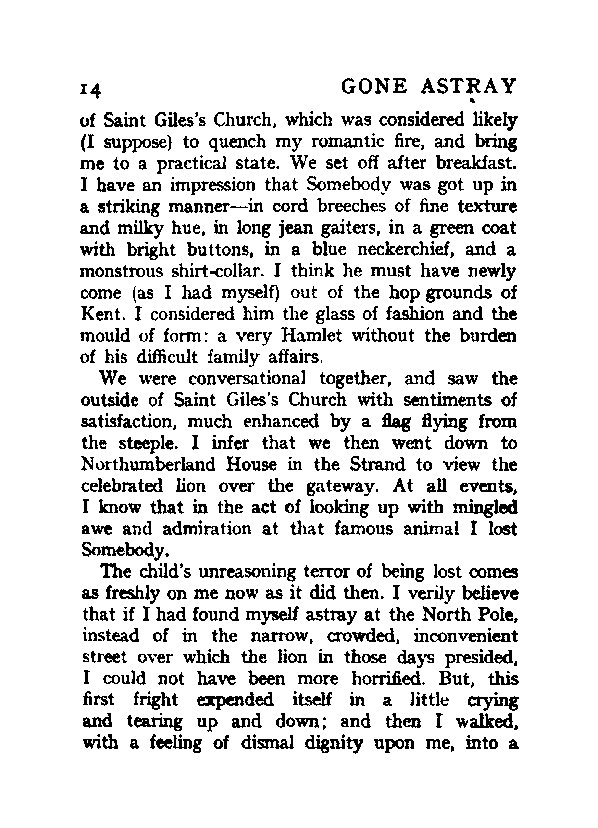 14 GONE ASTRAY
of Saint Giles's Church, which was considered likely
(I suppose) to quench my romantic fire, and bring
me to a practical state. We set off after breakfast.
I have an impression that Somebody was got up in
a striking manner—in cord breeches of fine texture
and milky hue, in long jean gaiters, in a green coat
with bright buttons, in a blue neckerchief, and a
monstrous shirt-collar. I think he must have newly
come (as I had myself) out of the hop grounds of
Kent. I considered him the glass of fashion and the
mould of form: a very Hamlet without the burden
of his difficult family affairs.
We were conversational together, and saw the
outside of Saint Giles's Church with sentiments of
satisfaction, much enhanced by a flag flying from
the steeple. I infer that we then went down to
Northumberland House in the Strand to view the
celebrated lion over the gateway. At all events,
I know that in the act of looking up with mingled
awe and admiration at that famous animal I lost
Somebody.
The child's unreasoning terror of being lost comes
as freshly on me now as it did then. I verily believe
that if I had found myself astray at the North Pole,
instead of in the narrow, crowded, inconvenient
street over which the lion in those days presided,
I could not have been more horrified. But, this
first fright expended itself in a little crying
and tearing up and down; and then I walked,
with a feeling of dismal dignity upon me, into a